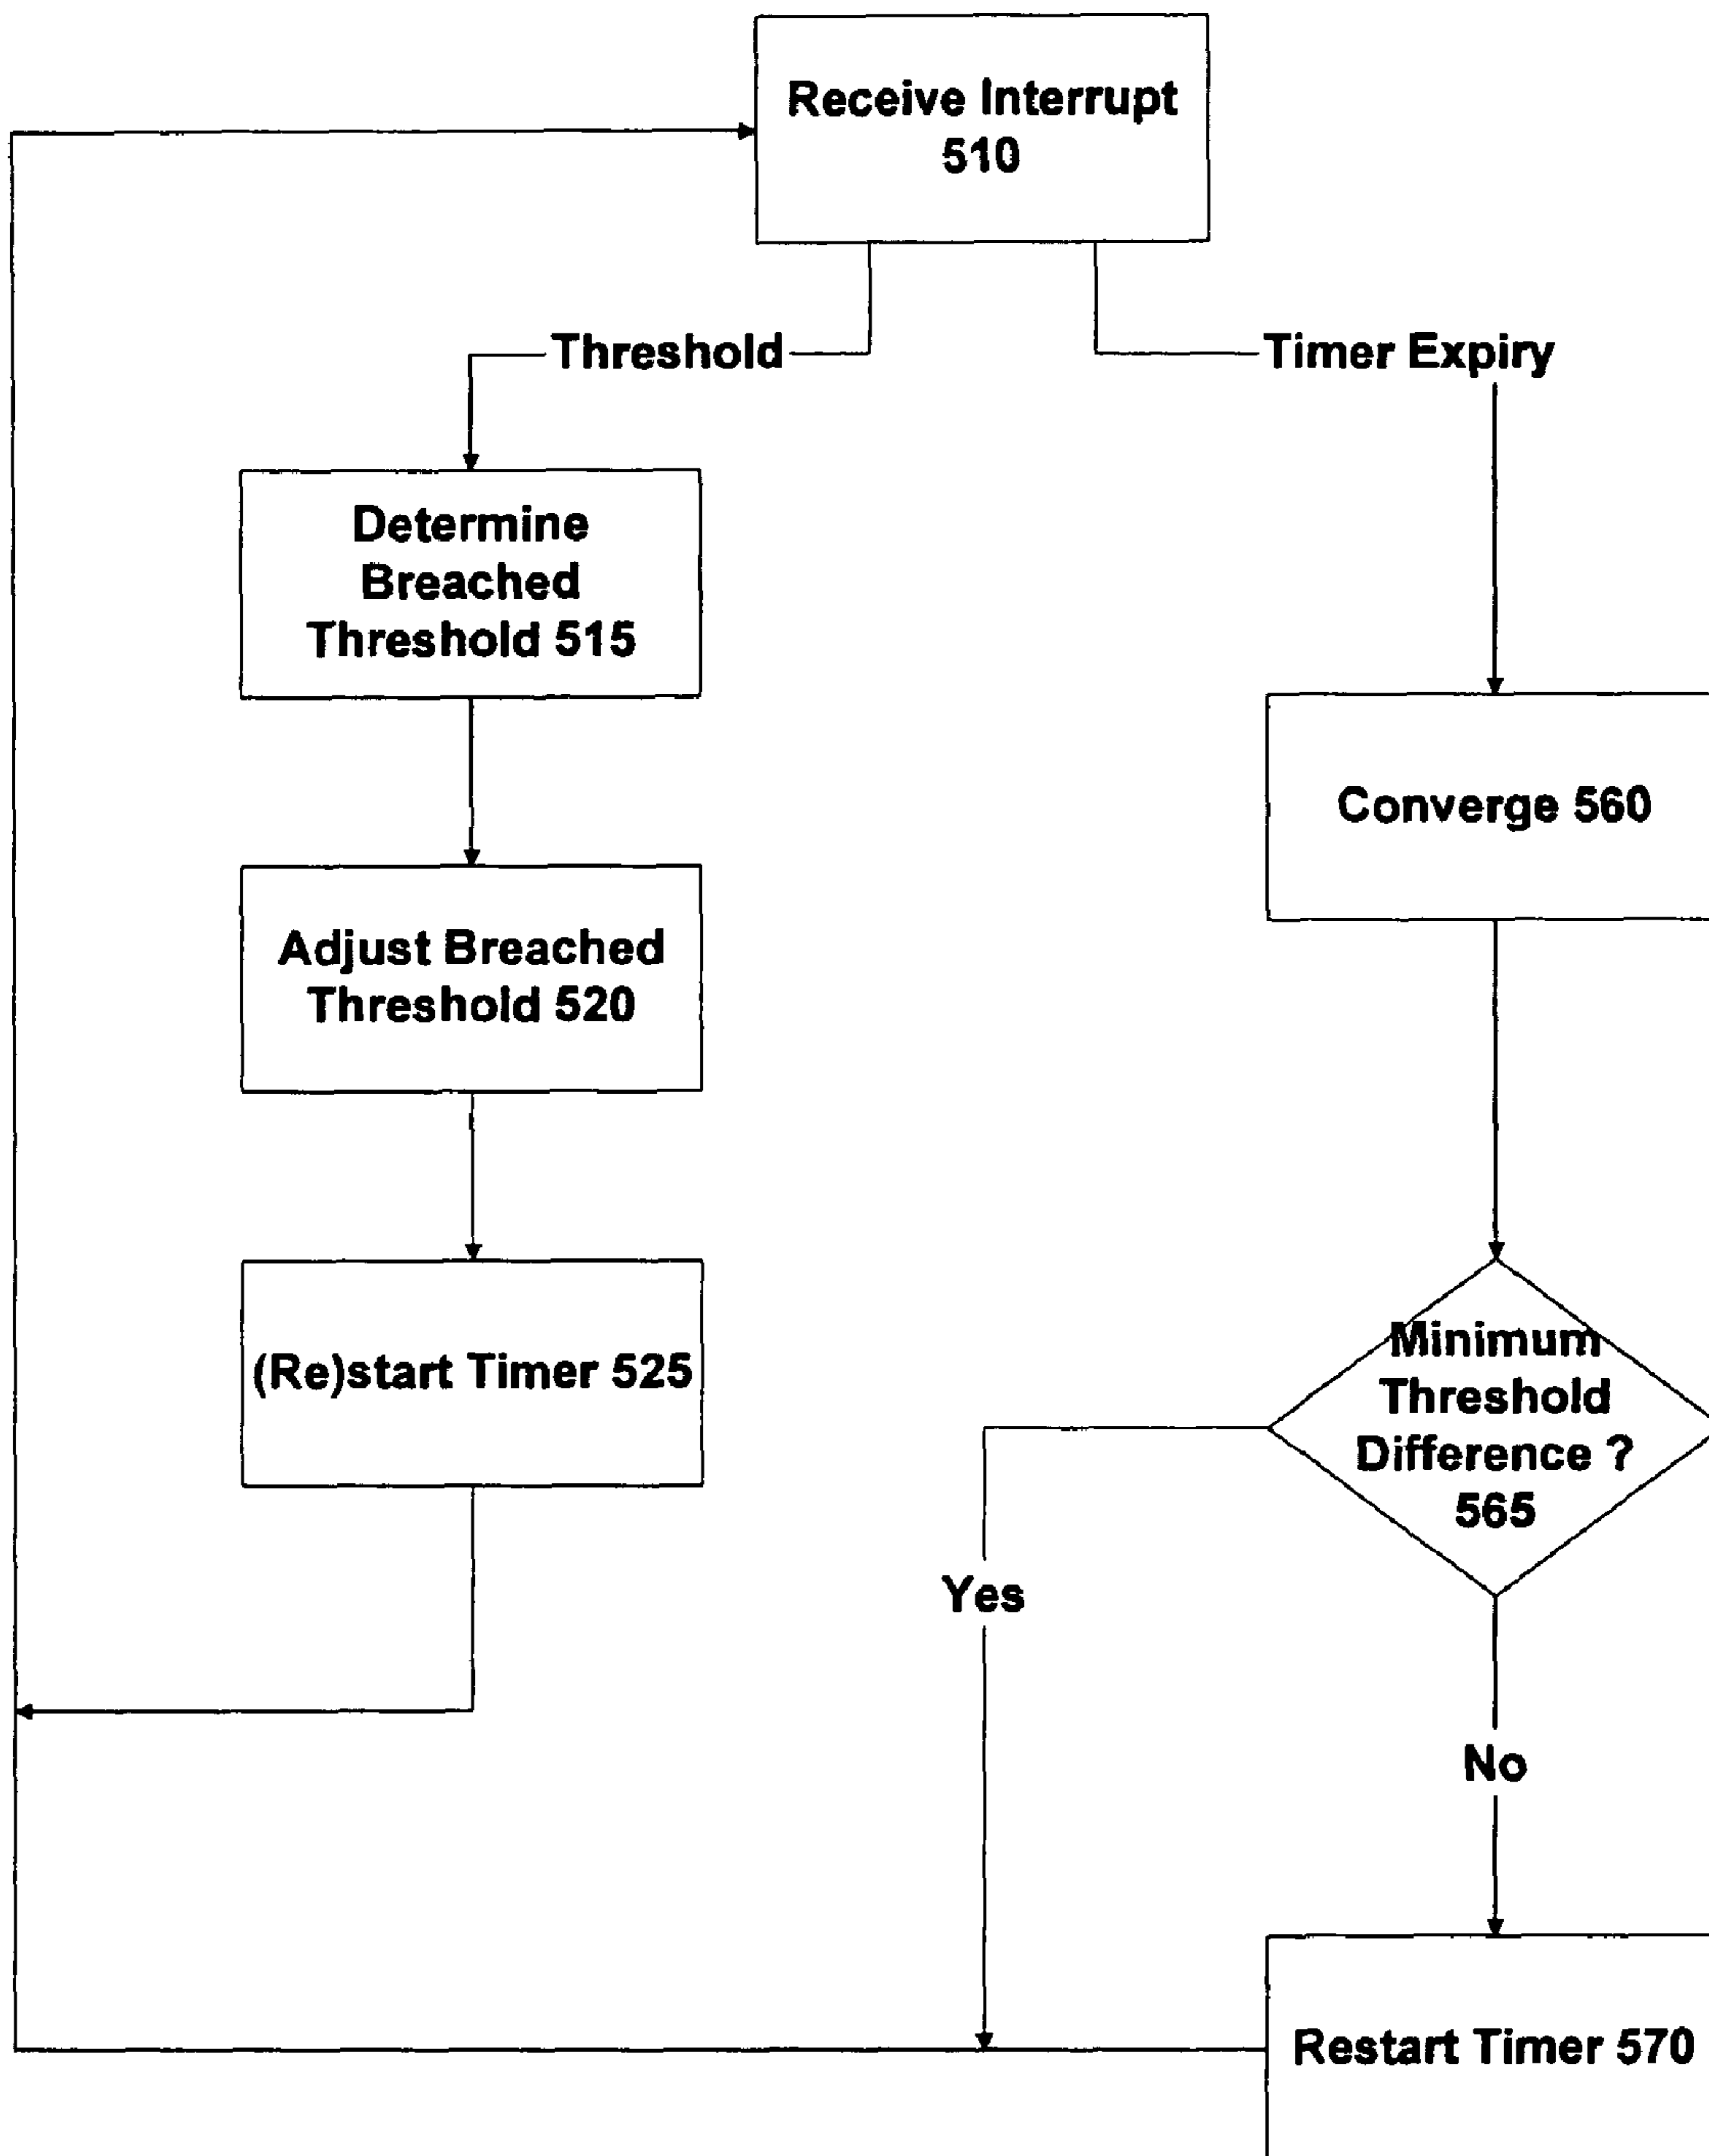 Receive Interrupt
510
Threshold
Timer Expiry
Determine
Breached
Threshold 515
Converge 560
Adjust Breached
Threshold 520
(Re)start Timer 525
Minimum
Threshold
Difference ?
565
Yes
No
Restart Timer 570